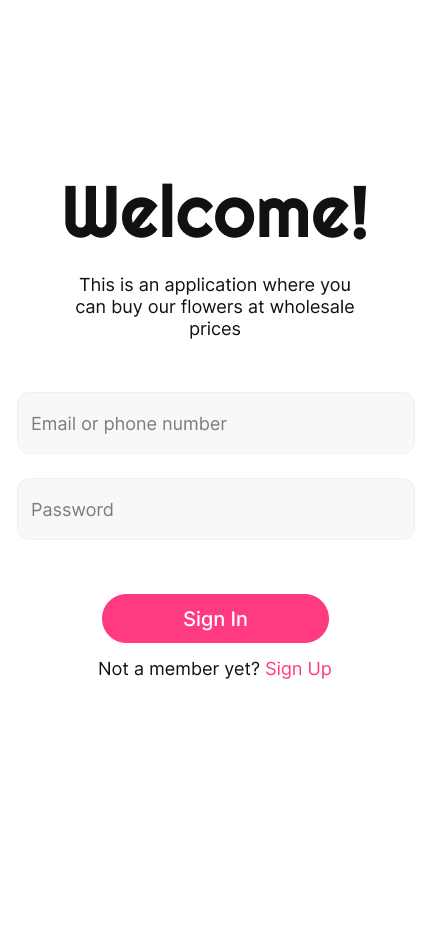 Welcome!
This is an application where you
can buy our flowers at wholesale
prices
Email or phone number
Password
Sign In
Not a member yet? Sign Up